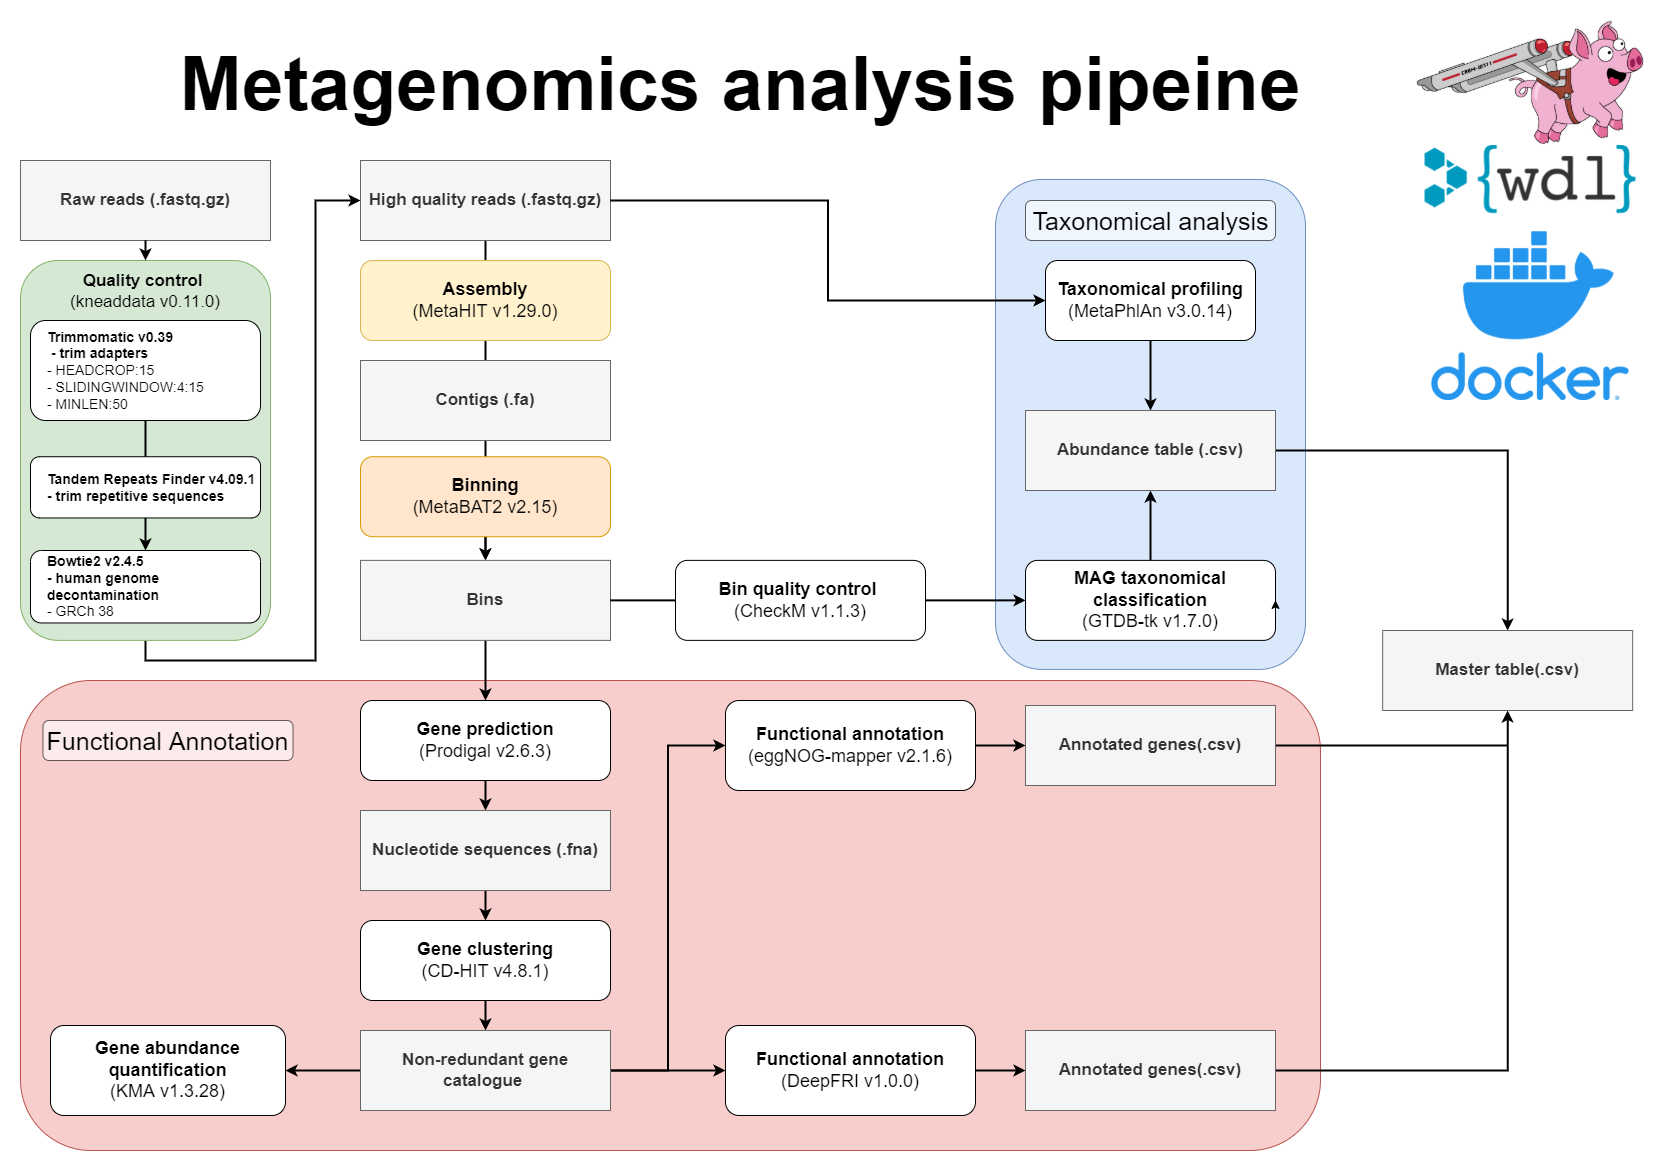 Metagenomics analysis pipeine
Raw reads (.fastq.gz)
Quality control
(kneaddata v0.11.0)
Trimmomatic v0.39
- trim adapters
- HEADCROP:15
- SLIDINGWINDOW:4:15
- MINLEN:50
Tandem Repeats Finder v4.09.1
- trim repetitive sequences
Bowtie2 v2.4.5
- human genome
decontamination
- GRCh 38
High quality reads (.fastq.gz)
Assembly
(MetaHIT v1.29.0)
Contigs (.fa)
Binning
(MetaBAT2 v2.15)
Bins
Bin quality control
(CheckM v1.1.3)
Taxonomical analysis
Taxonomical profiling
(MetaPhlAn v3.0.14)
Abundance table (.csv)
MAG taxonomical
classification
(GTDB-tk v1.7.0)
{wdl}
docker
Master table(.csv)
Functional Annotation
Gene prediction
(Prodigal v2.6.3)
Nucleotide sequences (.fna)
Gene clustering
(CD-HIT v4.8.1)
Non-redundant gene
catalogue
Gene abundance
quantification
(KMA v1.3.28)
Functional annotation
(eggNOG-mapper v2.1.6)
Annotated genes(.csv)
Functional annotation
(DeepFRI v1.0.0)
Annotated genes(.csv)